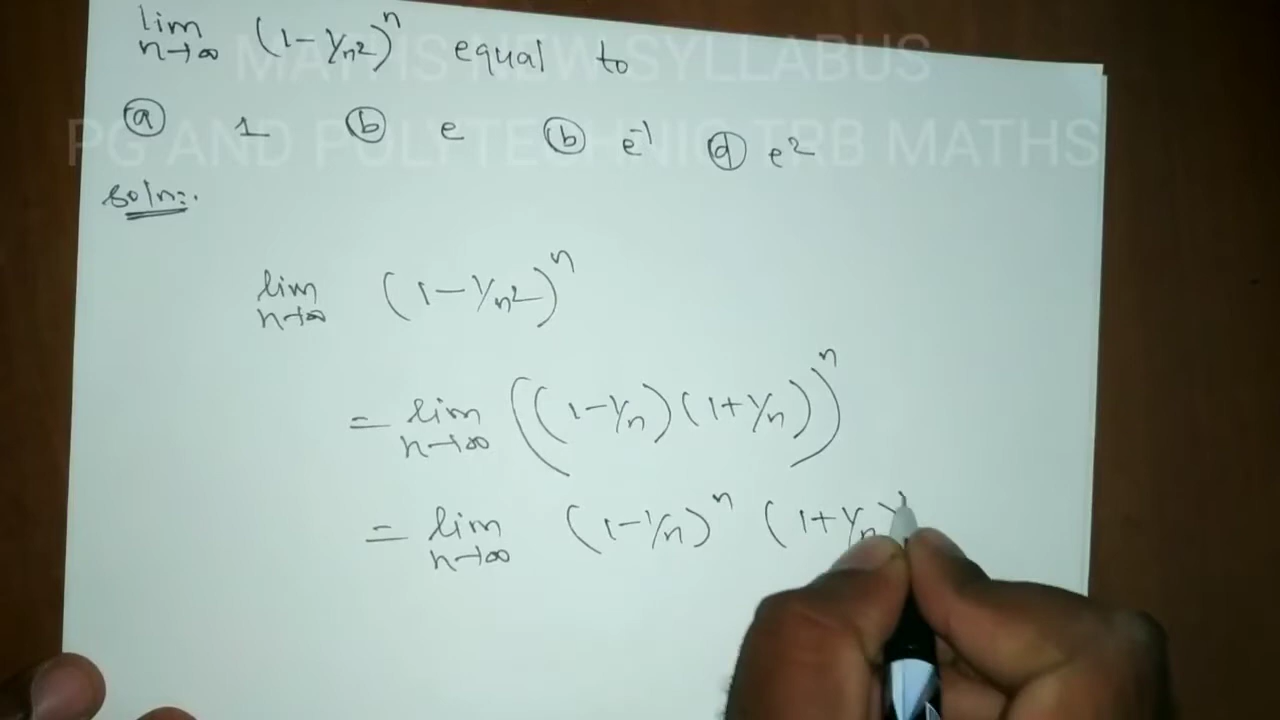 lim n→∞ (1 - 1/n²)ⁿ equal to
MATHS NEW SYLLABUS
ⓐ 1 ⓑ e ⓑ e⁻¹ ⓓ e²
PG AND POLYTECHNIC TRB MATHS
Soln:.
lim n→∞ (1 - 1/n²)ⁿ
= lim n→∞ ((1 - 1/n)(1 + 1/n))ⁿ
= lim n→∞ (1 - 1/n)ⁿ (1 + 1/n)